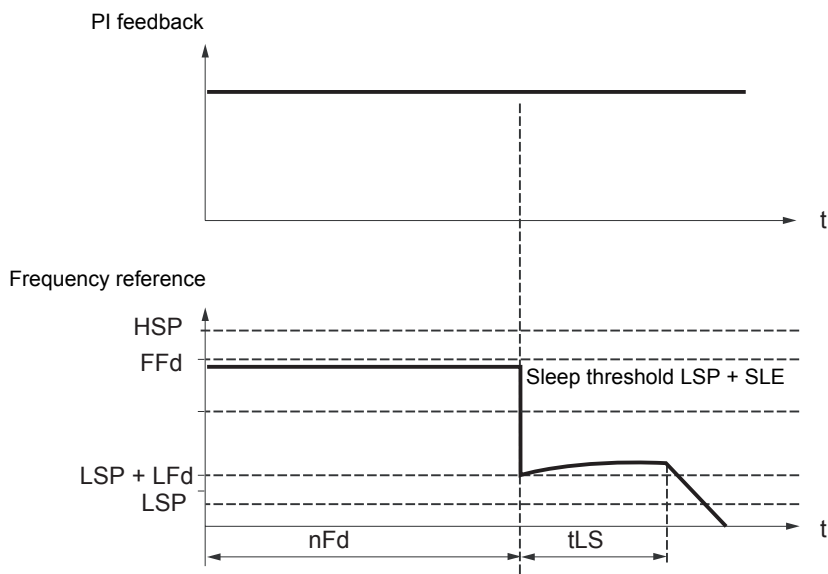 PI feedback
t
Frequency reference
HSP
FFd
Sleep threshold LSP + SLE
LSP + LFd
LSP
t
nFd
tLS